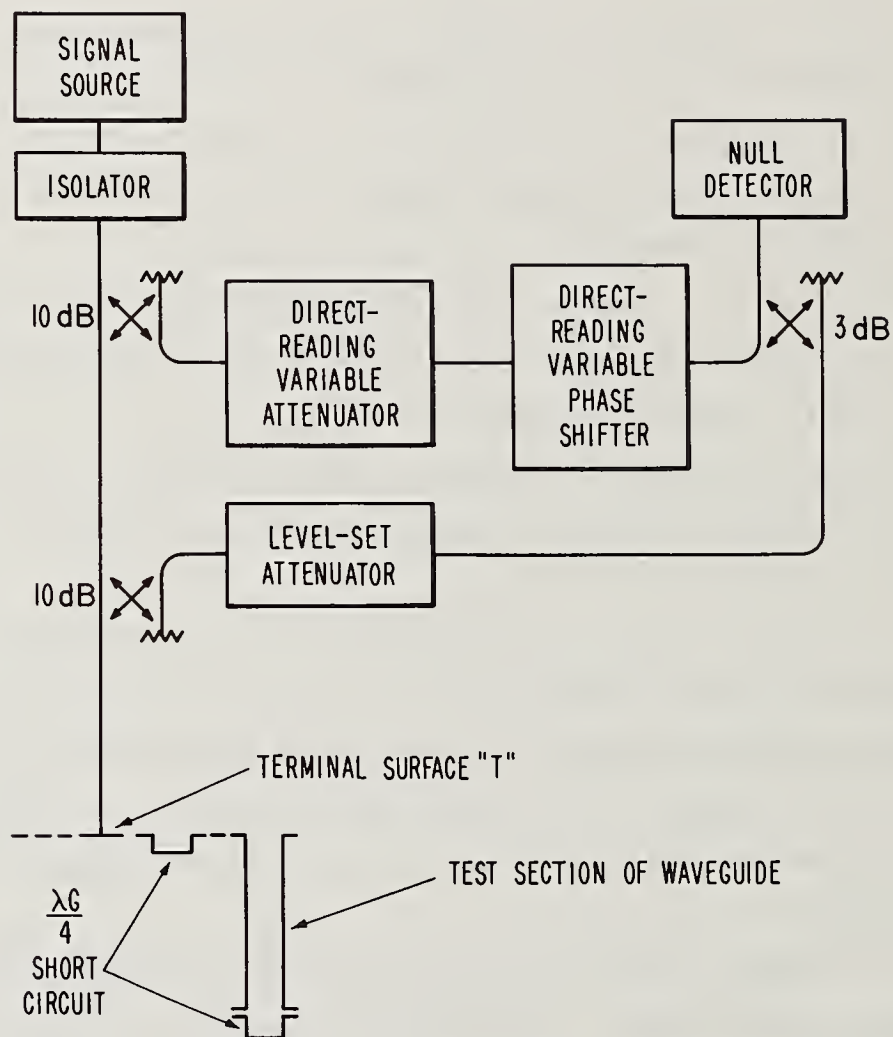 SIGNAL
SOURCE
ISOLATOR
NULL
DETECTOR
10 dB
DIRECT-
READING
VARIABLE
ATTENUATOR
DIRECT-
READING
VARIABLE
PHASE
SHIFTER
3 dB
10 dB
LEVEL-SET
ATTENUATOR
TERMINAL SURFACE "T"
TEST SECTION OF WAVEGUIDE
λG
4
SHORT
CIRCUIT